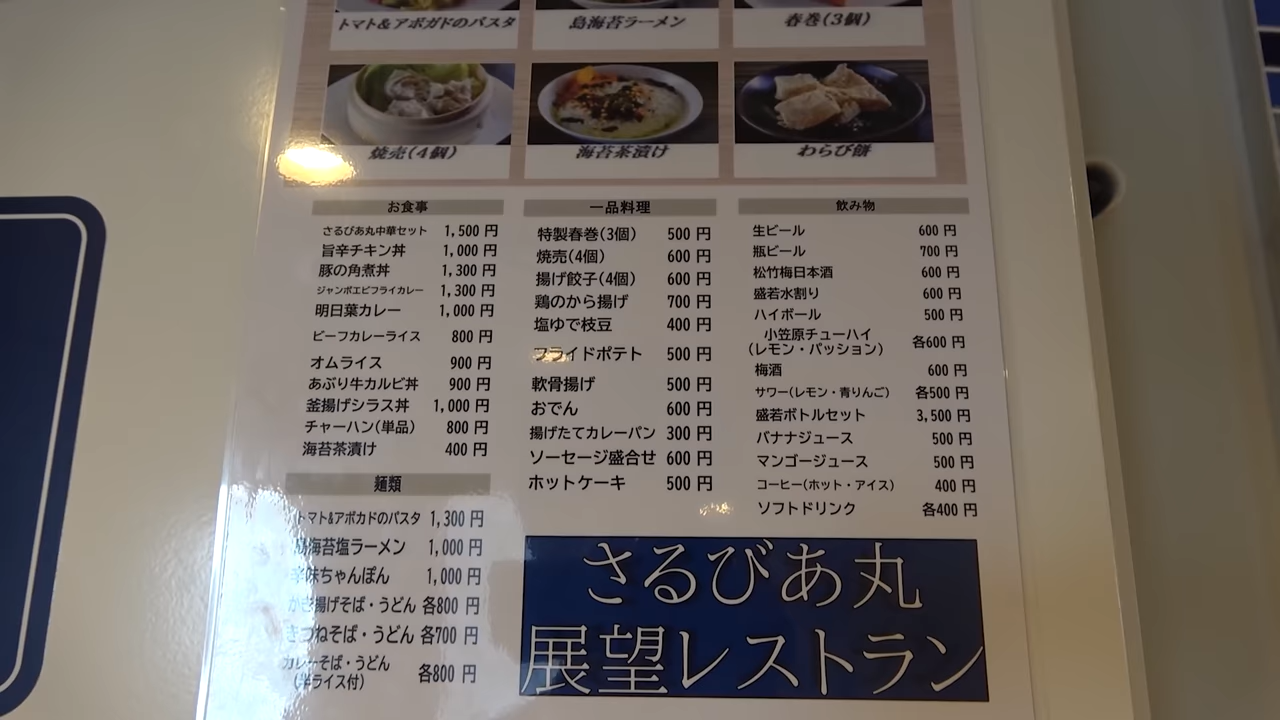 トマト&アボガドのパスタ
島海苔ラーメン
春巻(3個)
焼売(4個)
海苔茶漬け
わらび餅
お食事
さるびあ丸中華セット 1,500 円
旨辛チキン丼 1,000 円
豚の角煮丼 1,300 円
ジャンボエビフライカレー 1,300 円
明日葉カレー 1,000 円
ビーフカレーライス 800 円
オムライス 900 円
あぶり牛カルビ丼 900 円
釜揚げシラス丼 1,000 円
チャーハン(単品) 800 円
海苔茶漬け 400 円
麺類
トマト&アボカドのパスタ 1,300 円
島海苔塩ラーメン 1,000 円
辛味ちゃんぽん 1,000 円
かき揚げそば・うどん 各800 円
きつねそば・うどん 各700 円
カレーそば・うどん
(半ライス付) 各800 円
一品料理
特製春巻(3個) 500 円
焼売(4個) 600 円
揚げ餃子(4個) 600 円
鶏のから揚げ 700 円
塩ゆで枝豆 400 円
フライドポテト 500 円
軟骨揚げ 500 円
おでん 600 円
揚げたてカレーパン 300 円
ソーセージ盛合せ 600 円
ホットケーキ 500 円
飲み物
生ビール 600 円
瓶ビール 700 円
松竹梅日本酒 600 円
盛若水割り 600 円
ハイボール 500 円
小笠原チューハイ
(レモン・パッション) 各600 円
梅酒 600 円
サワー(レモン・青りんご) 各500 円
盛若ボトルセット 3,500 円
バナナジュース 500 円
マンゴージュース 500 円
コーヒー(ホット・アイス) 400 円
ソフトドリンク 各400 円
さるびあ丸
展望レストラン